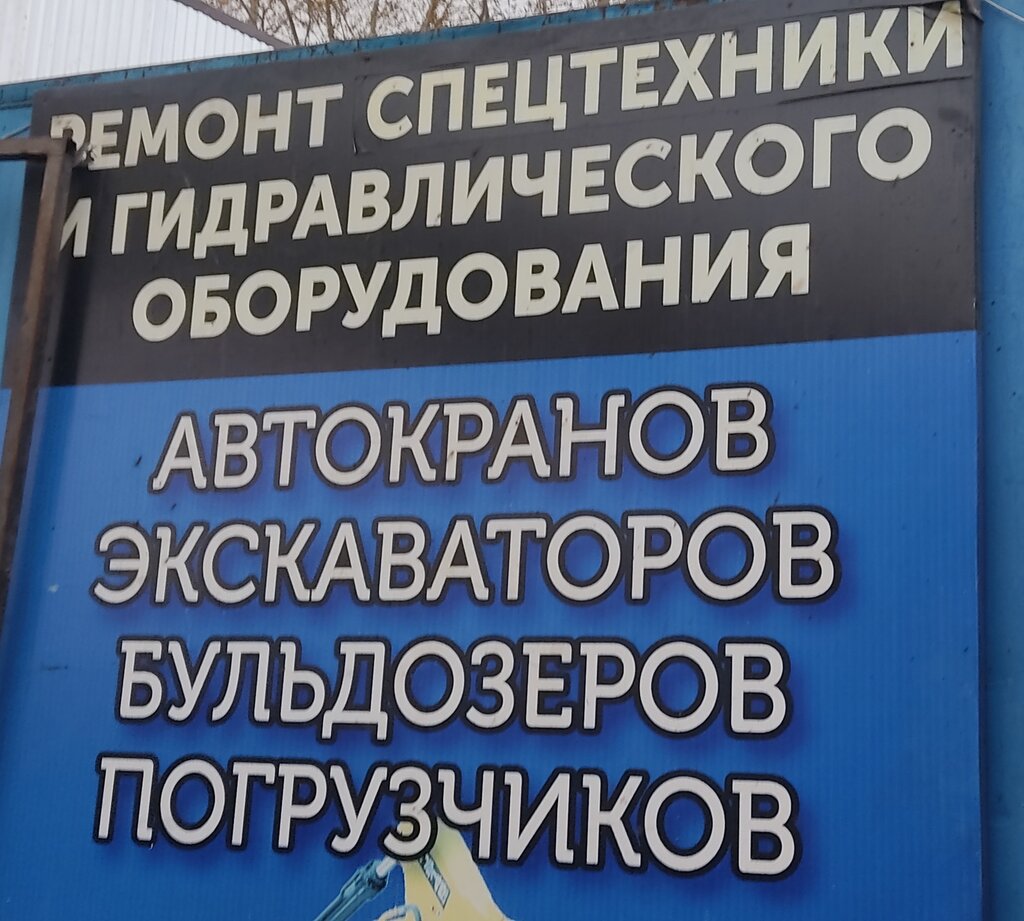 РЕМОНТ СПЕЦТЕХНИКИ
И ГИДРАВЛИЧЕСКОГО
ОБОРУДОВАНИЯ
АВТОКРАНОВ
ЭКСКАВАТОРОВ
БУЛЬДОЗЕРОВ
ПОГРУЗЧИКОВ